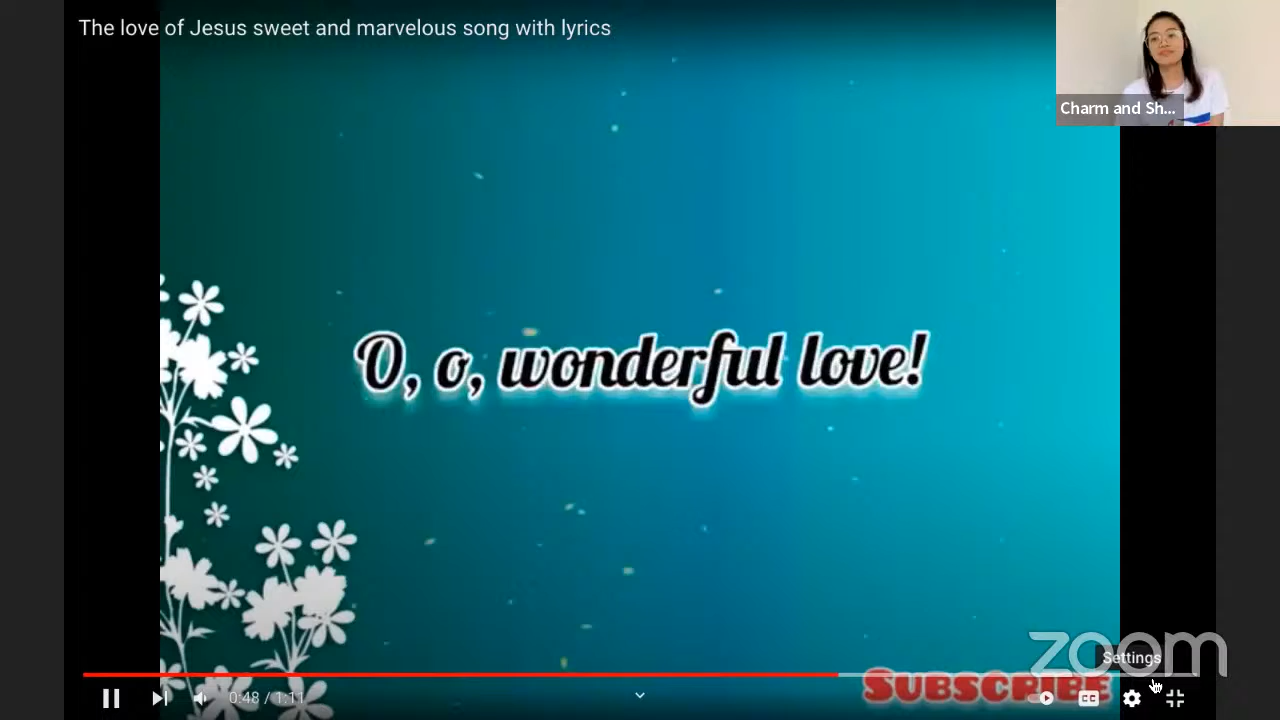 The love of Jesus sweet and marvelous song with lyrics
Charm and Sh...
O, o, wonderful love!
zoom
Settings
SUBSCRIBE
0:48 / 1:11
CC